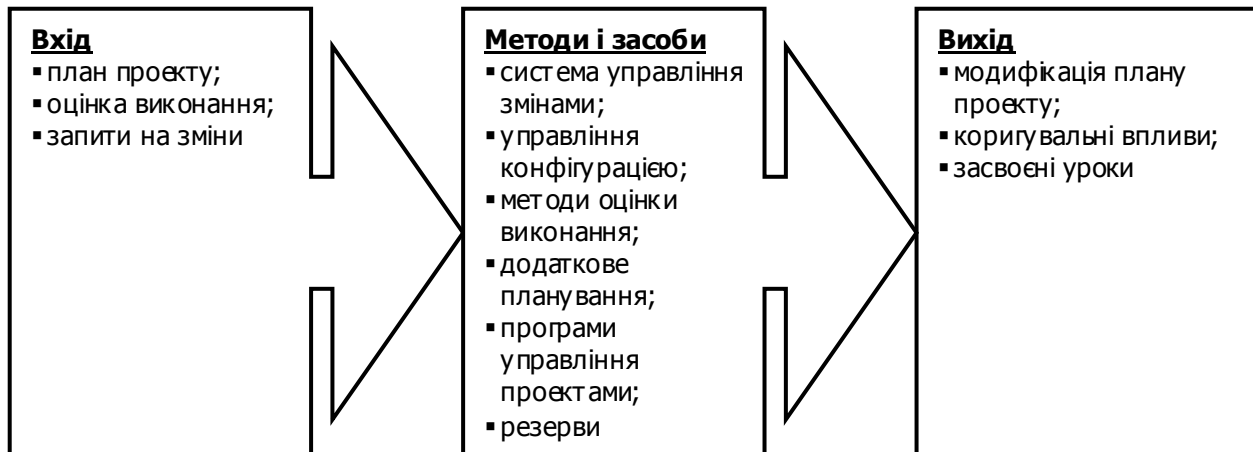 Вхід
▪ план проекту;
▪ оцінка виконання;
▪ запити на зміни
Методи і засоби
▪ система управління
змінами;
▪ управління
конфігурацією;
▪ методи оцінки
виконання;
▪ додаткове
планування;
▪ програми
управління
проектами;
▪ резерви
Вихід
▪ модифікація плану
проекту;
▪ коригувальні впливи;
▪ засвоєні уроки